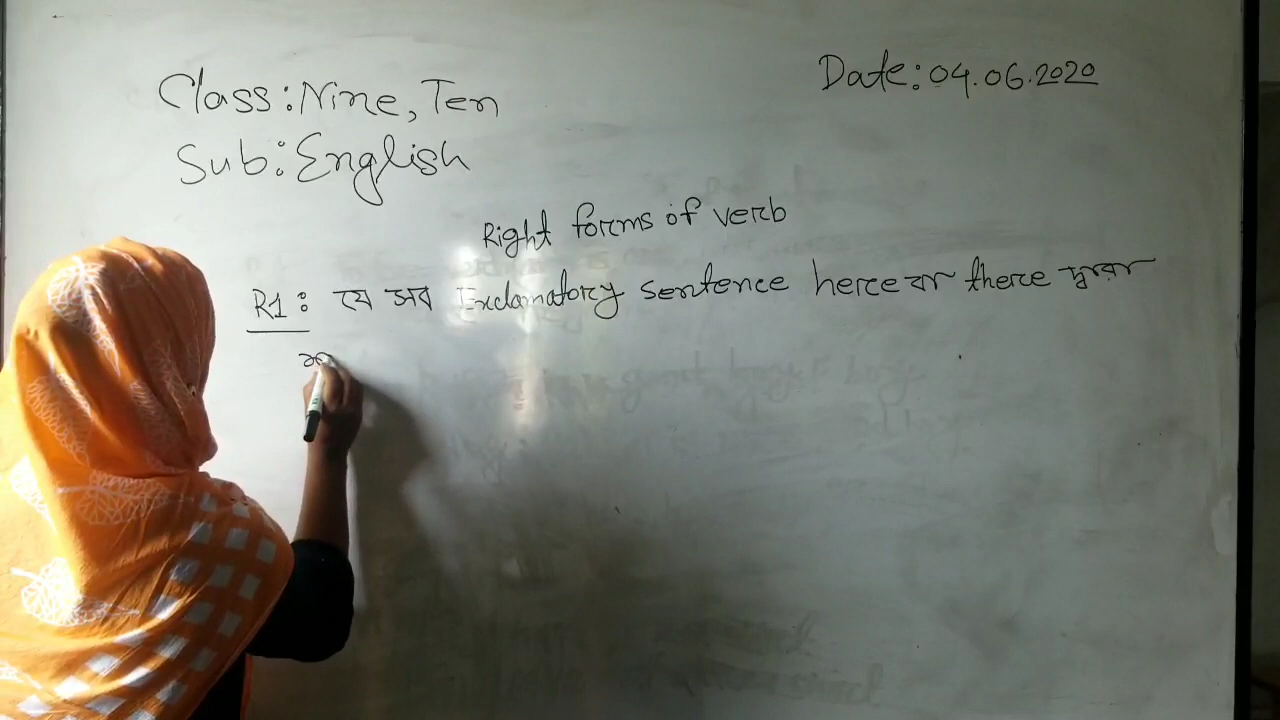 Class: Nine, Ten
Date: 04.06.2020
Sub: English
Right forms of verb
R1: যে সব Exclamatory sentence here বা there দ্বারা